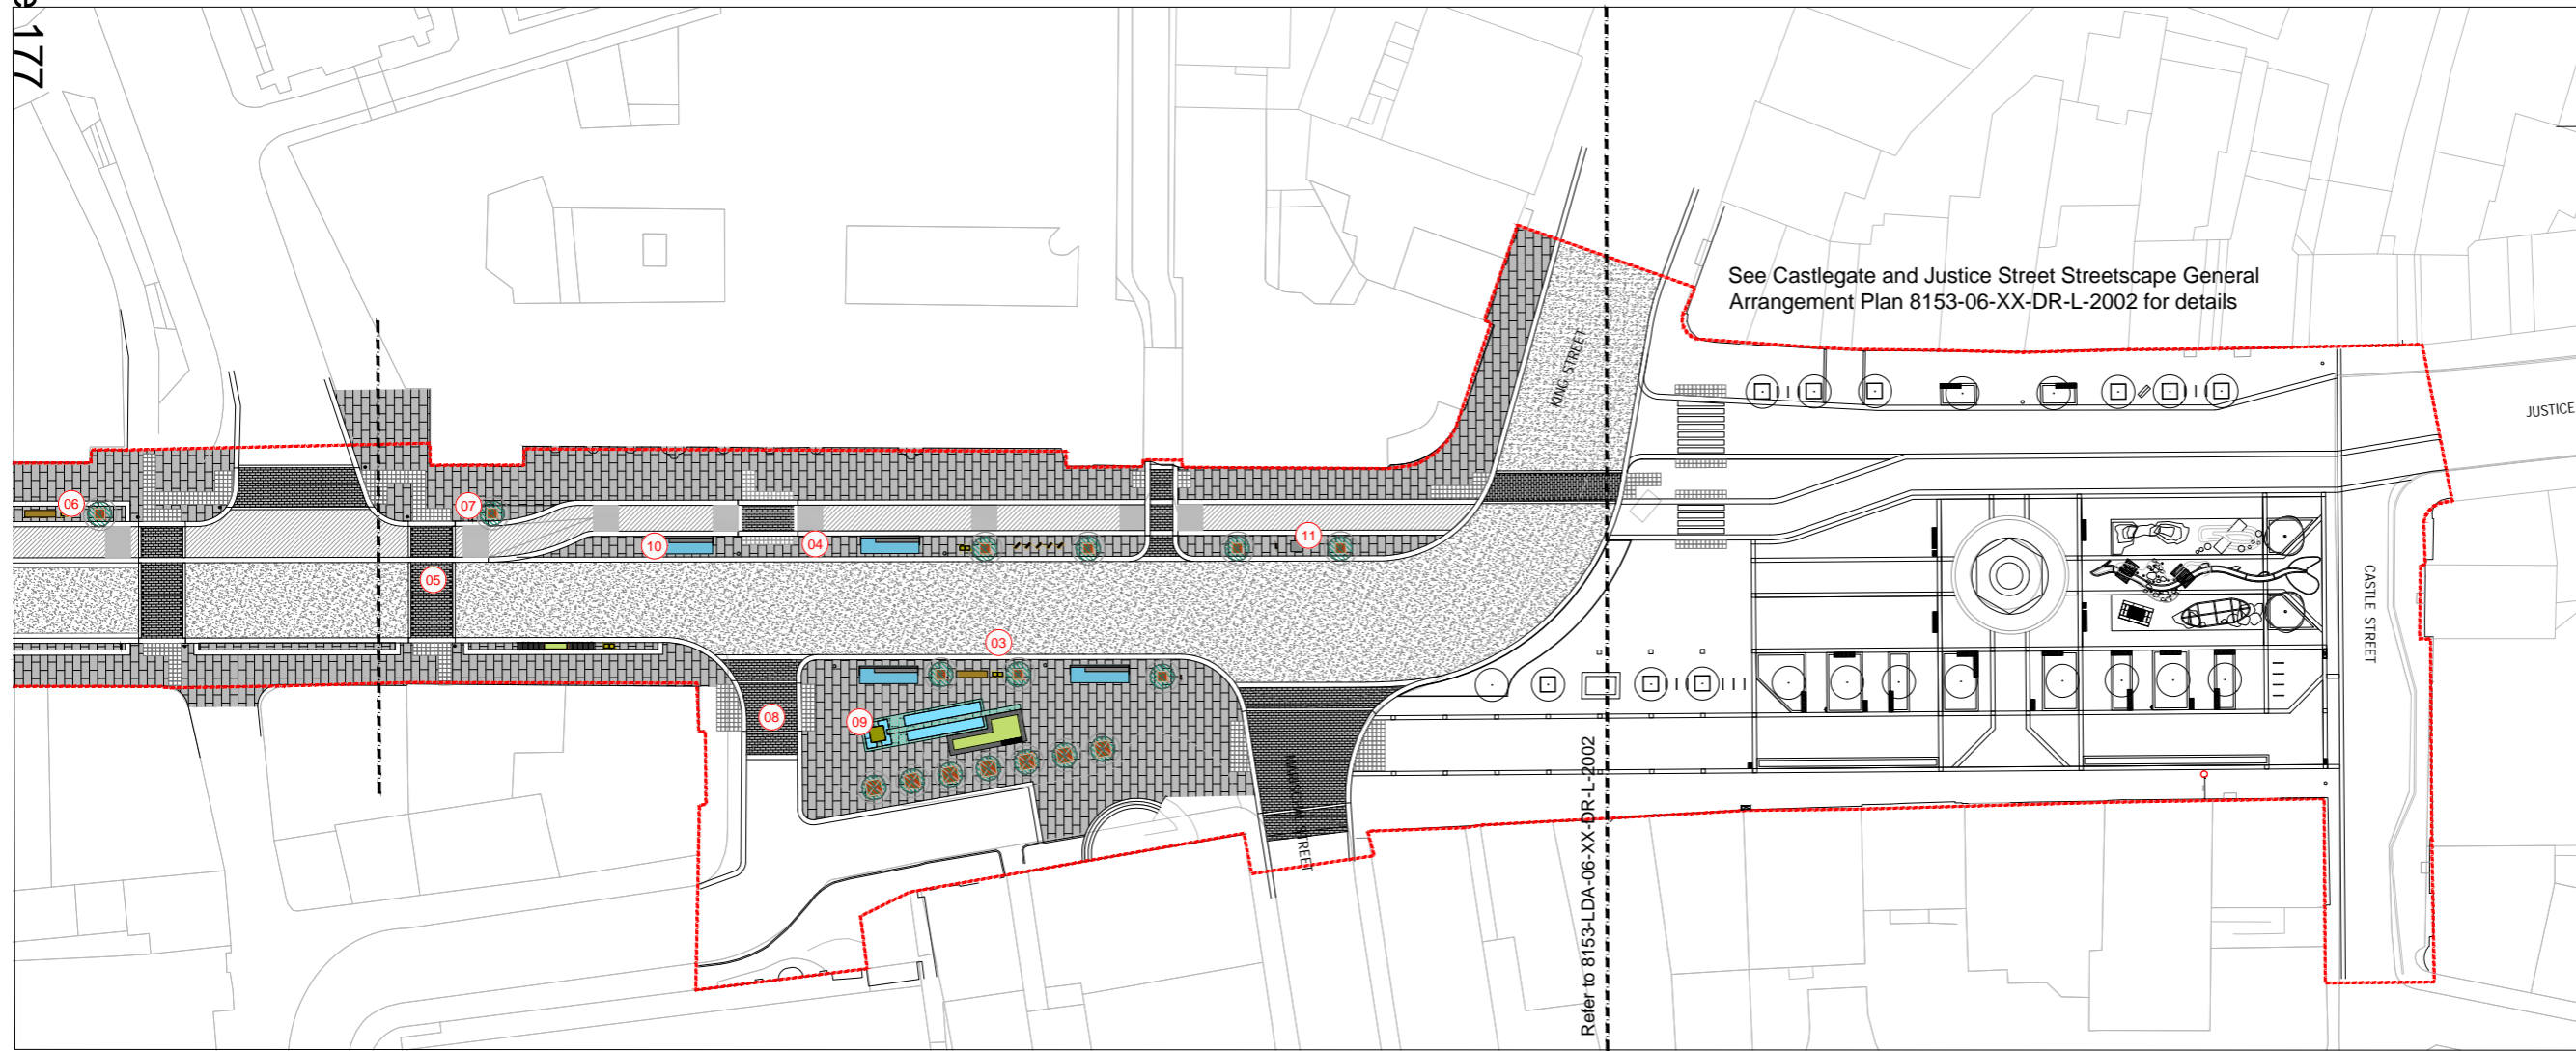 e 177
See Castlegate and Justice Street Streetscape General
Arrangement Plan 8153-06-XX-DR-L-2002 for details
KING STREET
JUSTICE
06
07
10
04
11
05
03
08
09
CASTLE STREET
Refer to 8153-LDA-06-XX-DR-L-2002
STREET